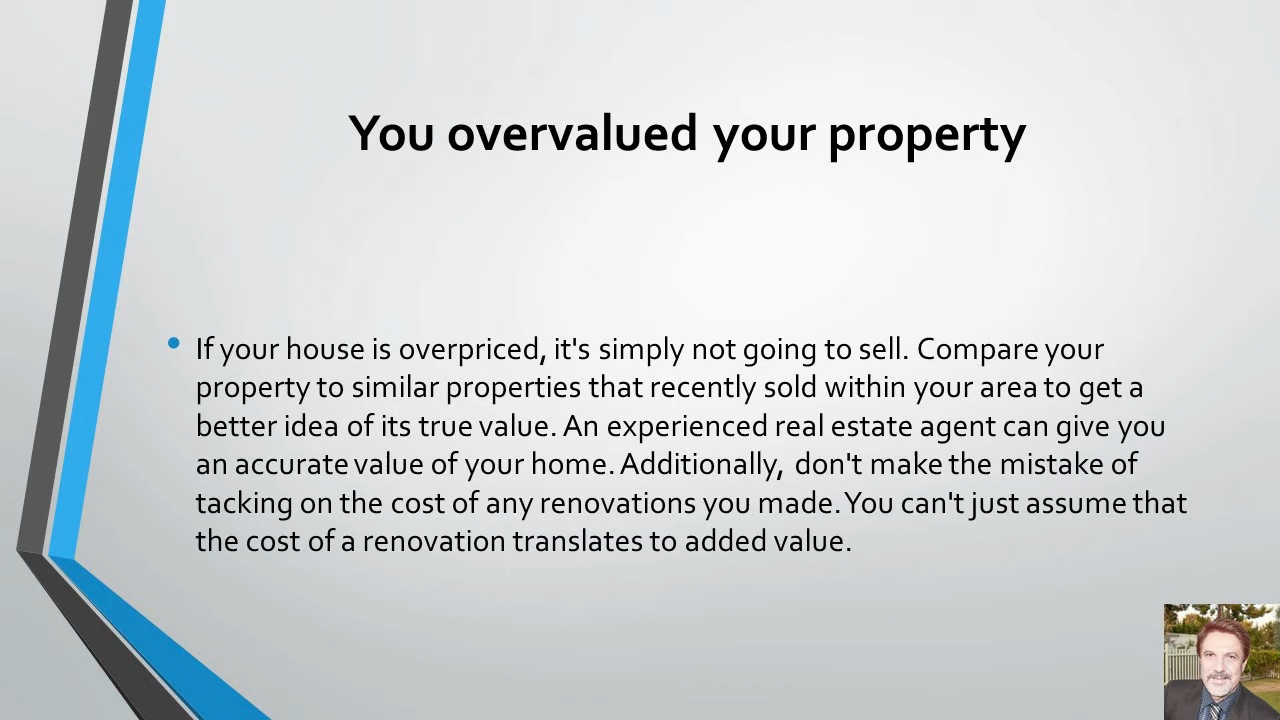 You overvalued your property
• If your house is overpriced, it's simply not going to sell. Compare your
property to similar properties that recently sold within your area to get a
better idea of its true value. An experienced real estate agent can give you
an accurate value of your home. Additionally, don't make the mistake of
tacking on the cost of any renovations you made. You can't just assume that
the cost of a renovation translates to added value.